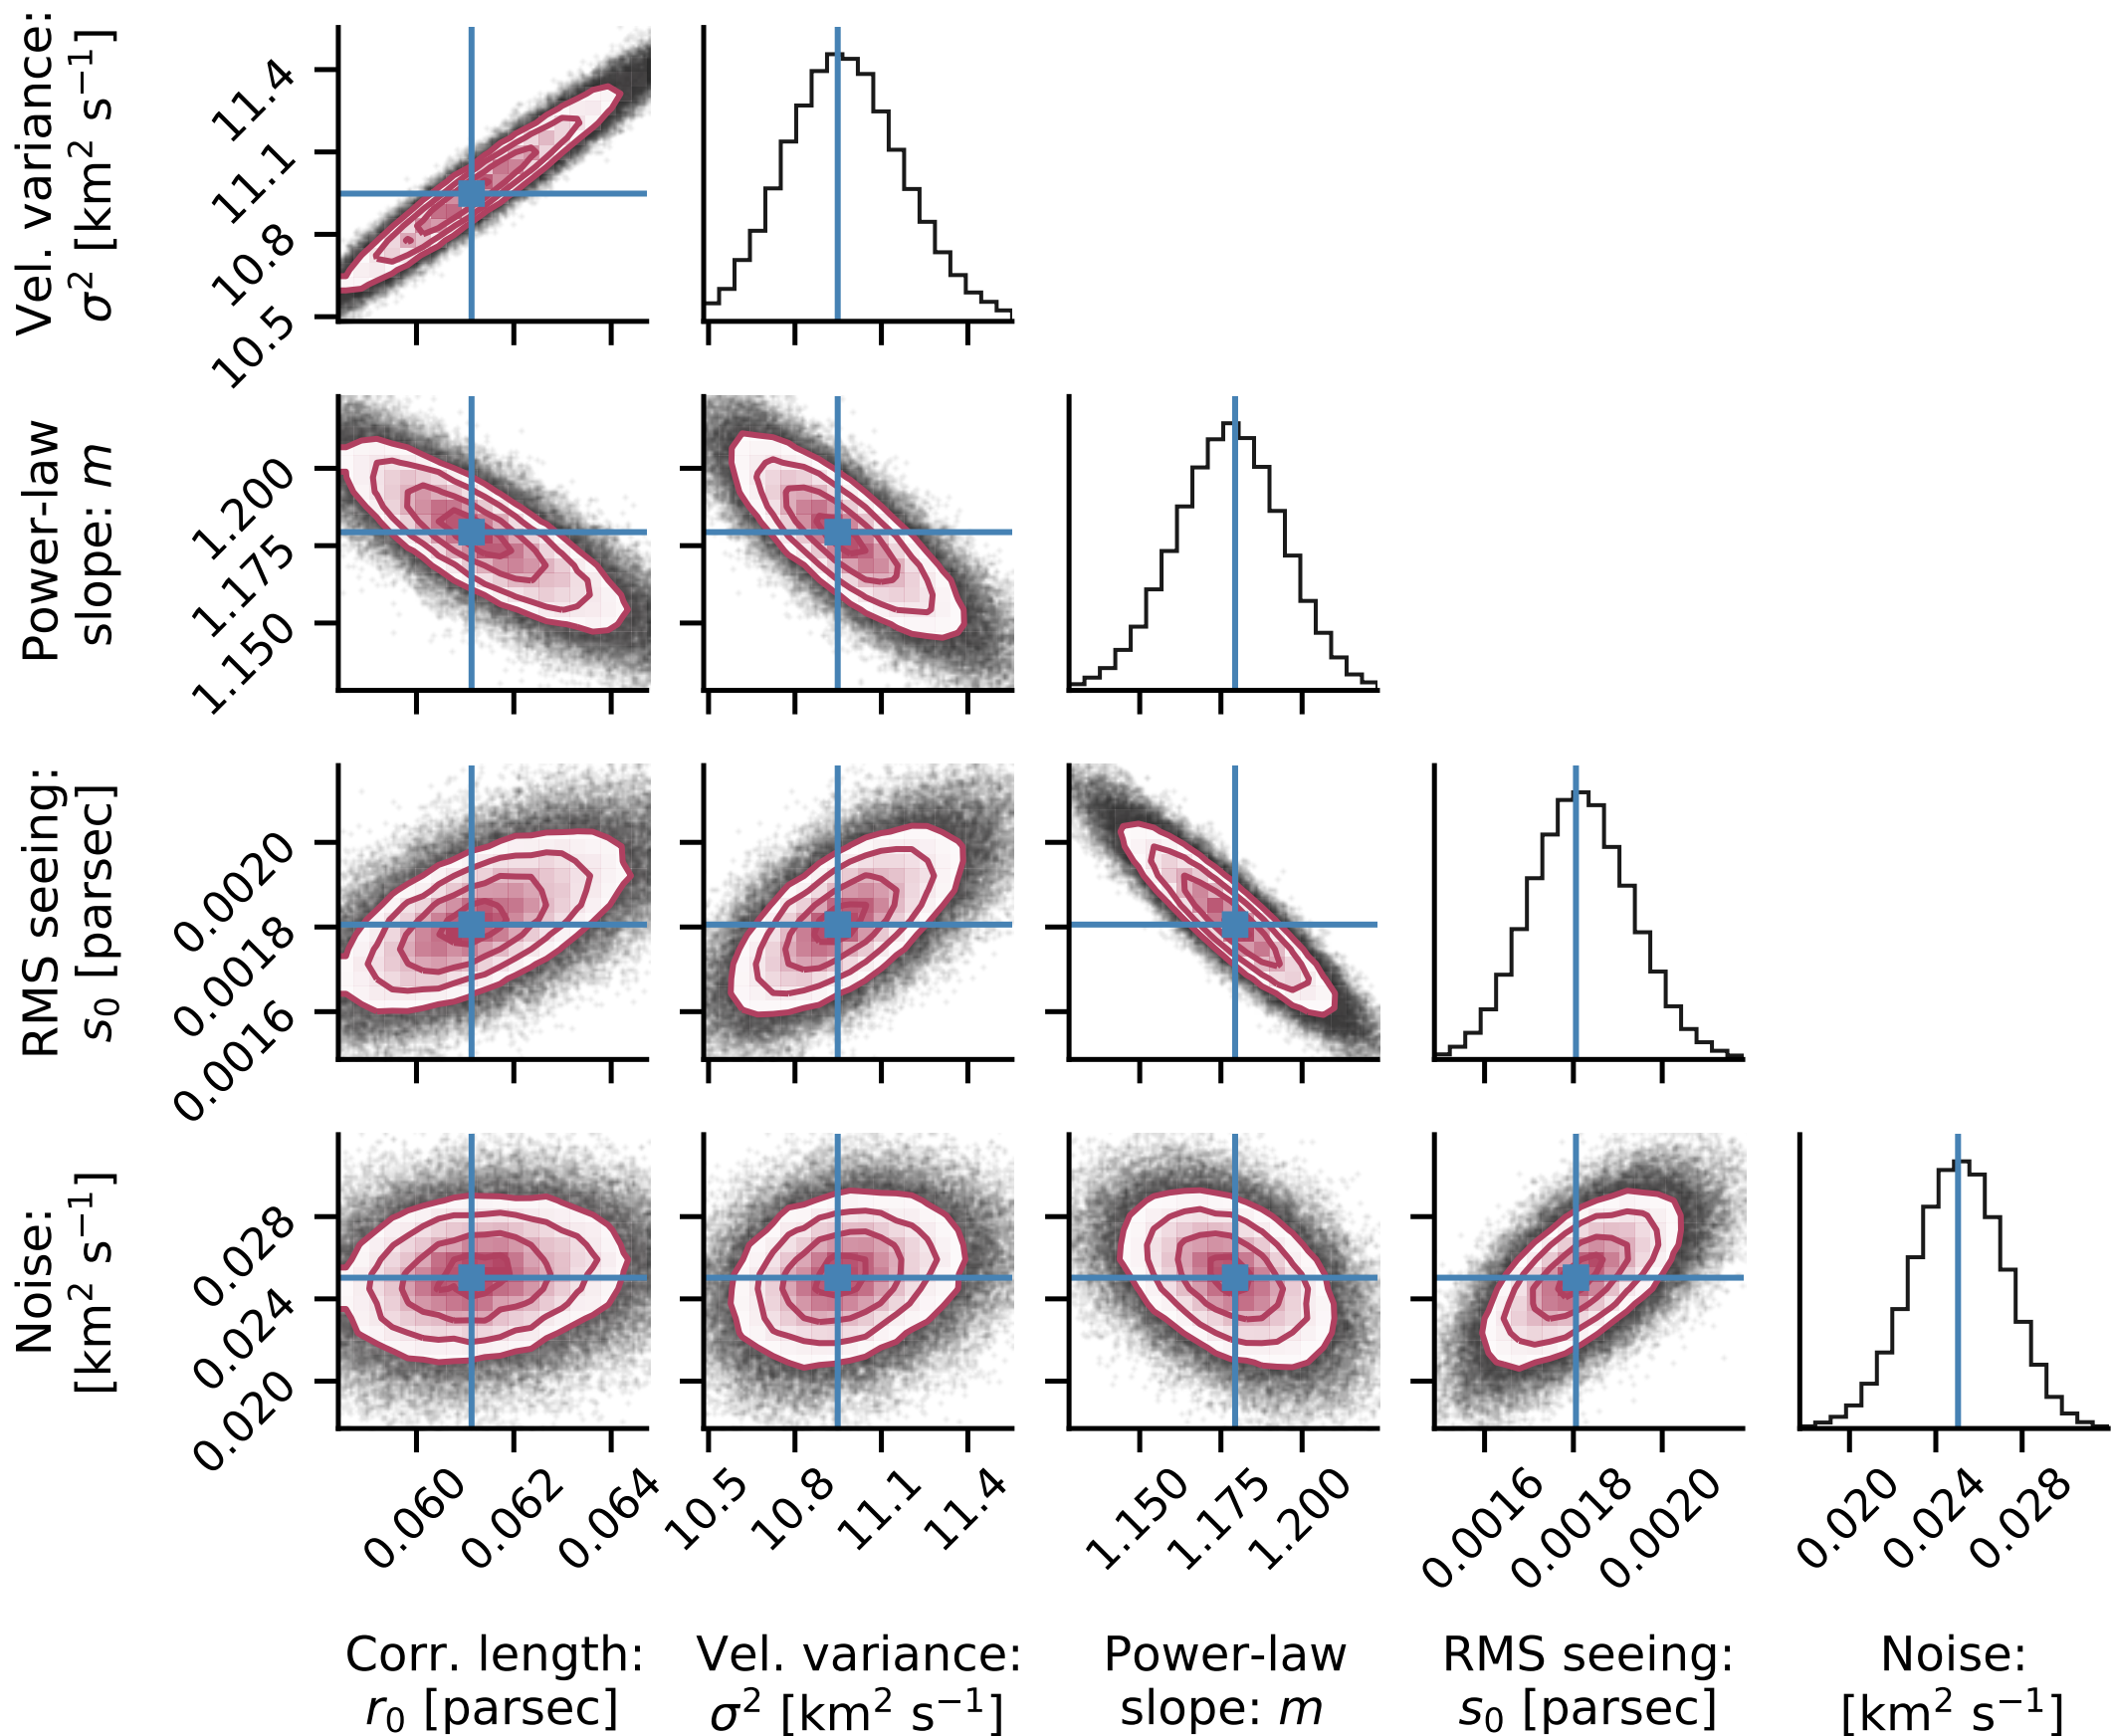 Vel. variance:
σ² [km² s⁻¹]
11.4
11.1
10.8
10.5
Power-law
slope: m
1.200
1.175
1.150
RMS seeing:
s₀ [parsec]
0.0020
0.0018
0.0016
Noise:
[km² s⁻¹]
0.028
0.024
0.020
0.060 0.062 0.064 10.5 10.8 11.1 11.4 1.150 1.175 1.200 0.0016 0.0018 0.0020 0.020 0.024 0.028
Corr. length: Vel. variance: Power-law RMS seeing: Noise:
r₀ [parsec] σ² [km² s⁻¹] slope: m s₀ [parsec] [km² s⁻¹]